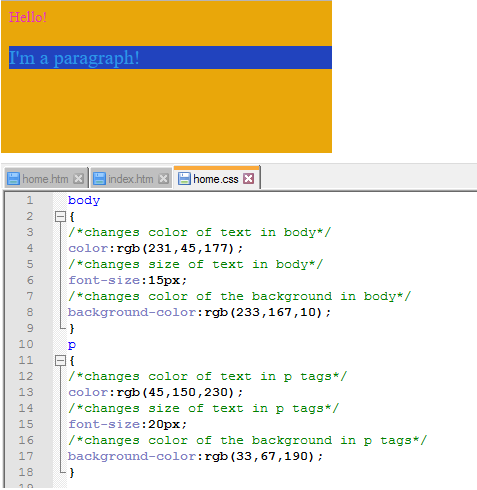 Hello!
I'm a paragraph!
home.htm index.htm home.css
1 body
2 {
3 /*changes color of text in body*/
4 color:rgb(231,45,177);
5 /*changes size of text in body*/
6 font-size:15px;
7 /*changes color of the background in body*/
8 background-color:rgb(233,167,10);
9 }
10 p
11 {
12 /*changes color of text in p tags*/
13 color:rgb(45,150,230);
14 /*changes size of text in p tags*/
15 font-size:20px;
16 /*changes color of the background in p tags*/
17 background-color:rgb(33,67,190);
18 }
19